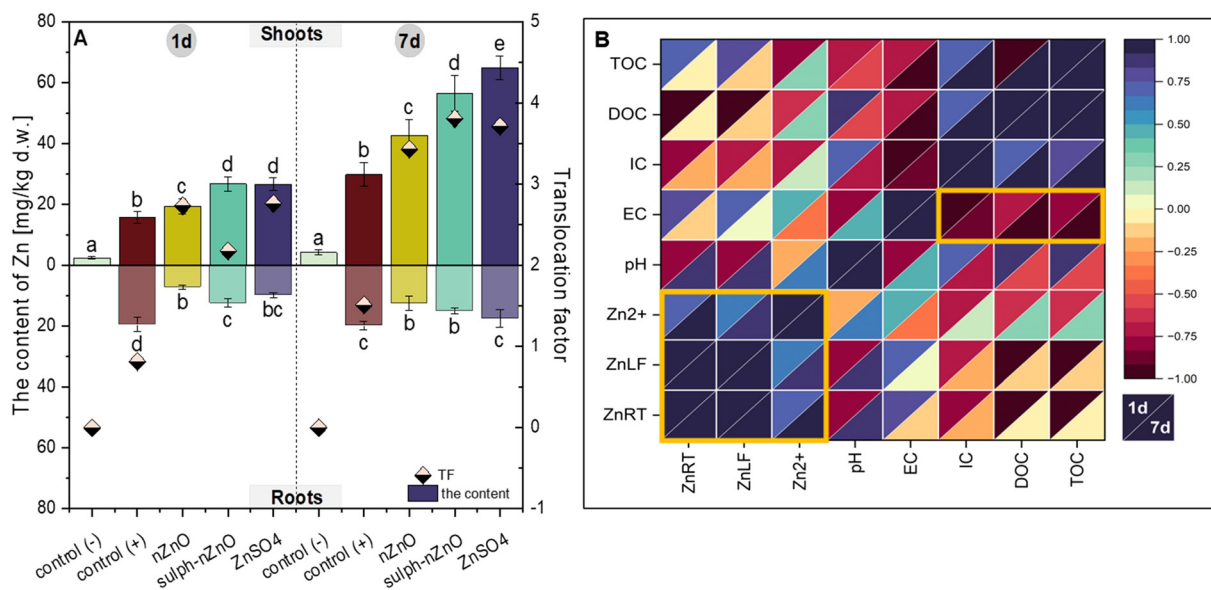 A
1d
Shoots
7d
80
60
40
20
0
20
40
60
80
The content of Zn [mg/kg d.w.]
a
b
c
d
d
a
b
c
d
e
d
b
c
bc
c
b
b
c
5
4
3
2
1
0
-1
Translocation factor
TF
the content
Roots
control (-)
control (+)
nZnO
sulph-nZnO
ZnSO4
control (-)
control (+)
nZnO
sulph-nZnO
ZnSO4
B
TOC
DOC
IC
EC
pH
Zn2+
ZnLF
ZnRT
ZnRT
ZnLF
Zn2+
pH
EC
IC
DOC
TOC
1.00
0.75
0.50
0.25
0.00
−0.25
−0.50
−0.75
−1.00
1d
7d